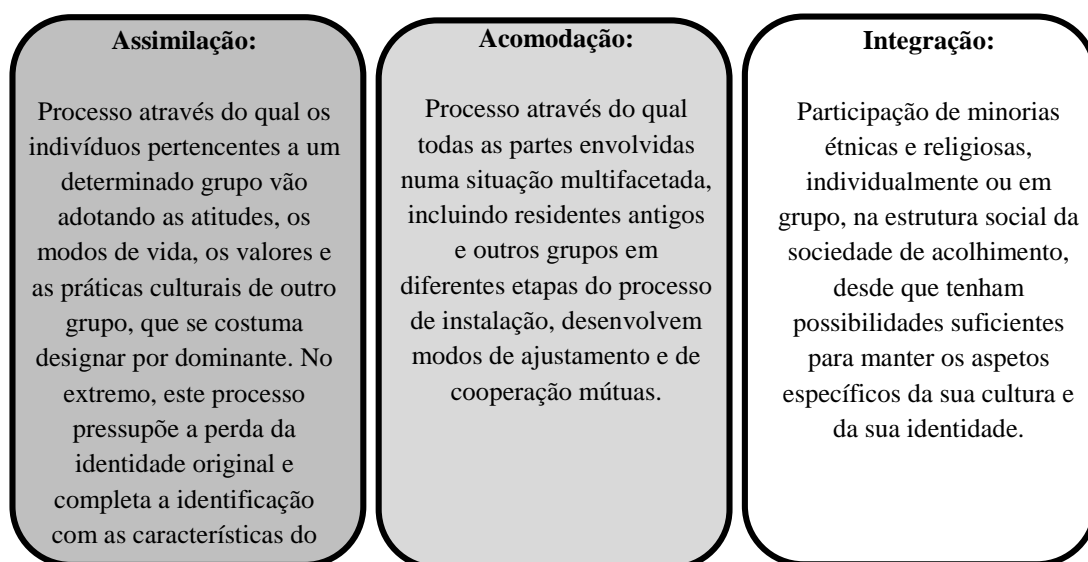 Assimilação:
Processo através do qual os
indivíduos pertencentes a um
determinado grupo vão
adotando as atitudes, os
modos de vida, os valores e
as práticas culturais de outro
grupo, que se costuma
designar por dominante. No
extremo, este processo
pressupõe a perda da
identidade original e
completa a identificação
com as características do
Acomodação:
Processo através do qual
todas as partes envolvidas
numa situação multifacetada,
incluindo residentes antigos
e outros grupos em
diferentes etapas do processo
de instalação, desenvolvem
modos de ajustamento e de
cooperação mútuas.
Integração:
Participação de minorias
étnicas e religiosas,
individualmente ou em
grupo, na estrutura social da
sociedade de acolhimento,
desde que tenham
possibilidades suficientes
para manter os aspetos
específicos da sua cultura e
da sua identidade.